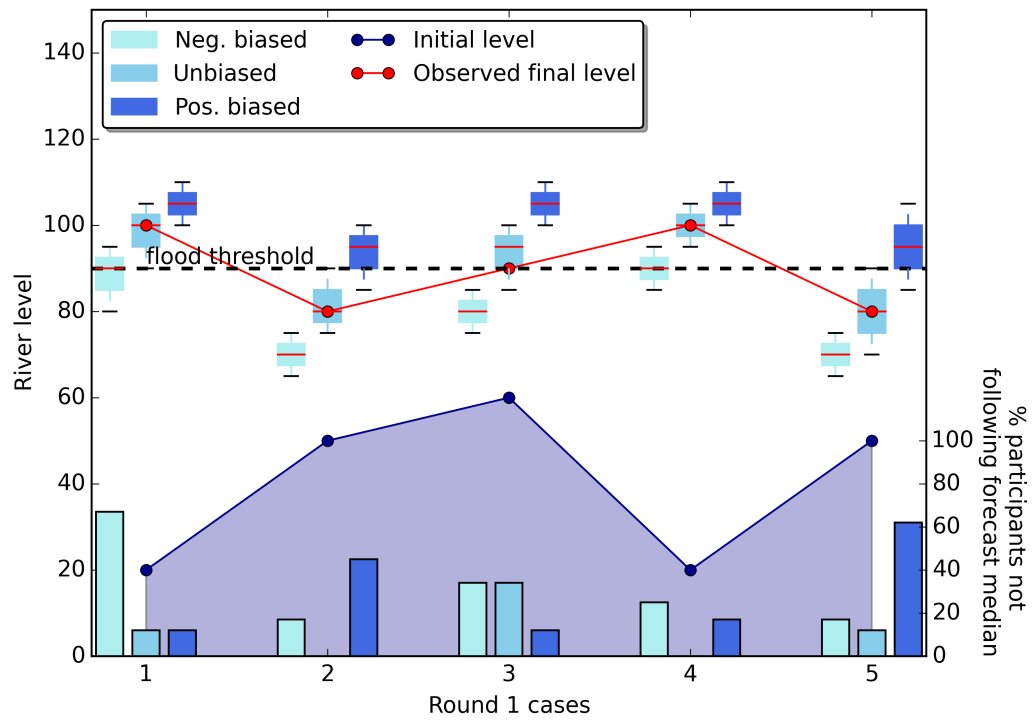 Neg. biased
Unbiased
Pos. biased
Initial level
Observed final level
flood threshold
River level
140
120
100
80
60
40
20
0
% participants not
following forecast median
100
80
60
40
20
0
1 2 3 4 5
Round 1 cases